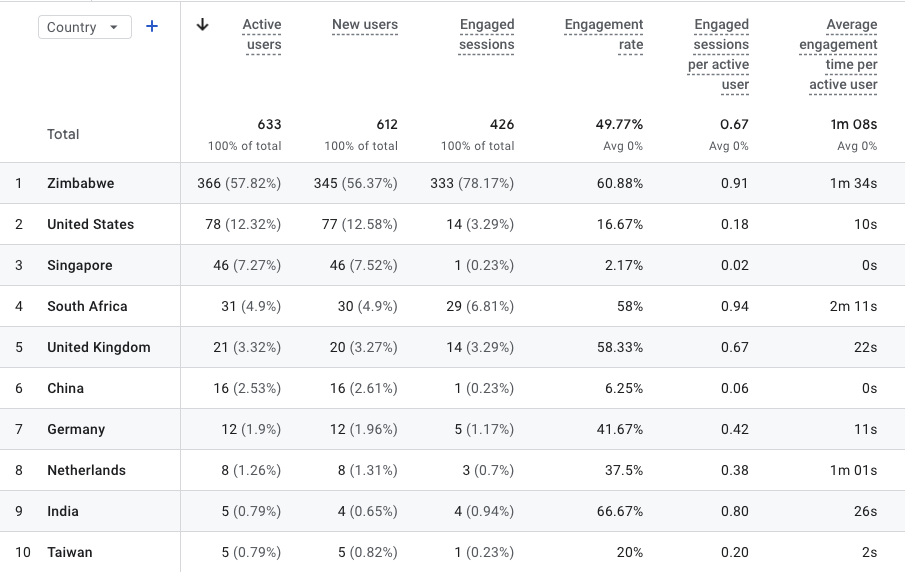 Country + ↓ Active users New users Engaged sessions Engagement rate Engaged sessions per active user Average engagement time per active user
Total 633 612 426 49.77% 0.67 1m 08s
100% of total 100% of total 100% of total Avg 0% Avg 0% Avg 0%
1 Zimbabwe 366 (57.82%) 345 (56.37%) 333 (78.17%) 60.88% 0.91 1m 34s
2 United States 78 (12.32%) 77 (12.58%) 14 (3.29%) 16.67% 0.18 10s
3 Singapore 46 (7.27%) 46 (7.52%) 1 (0.23%) 2.17% 0.02 0s
4 South Africa 31 (4.9%) 30 (4.9%) 29 (6.81%) 58% 0.94 2m 11s
5 United Kingdom 21 (3.32%) 20 (3.27%) 14 (3.29%) 58.33% 0.67 22s
6 China 16 (2.53%) 16 (2.61%) 1 (0.23%) 6.25% 0.06 0s
7 Germany 12 (1.9%) 12 (1.96%) 5 (1.17%) 41.67% 0.42 11s
8 Netherlands 8 (1.26%) 8 (1.31%) 3 (0.7%) 37.5% 0.38 1m 01s
9 India 5 (0.79%) 4 (0.65%) 4 (0.94%) 66.67% 0.80 26s
10 Taiwan 5 (0.79%) 5 (0.82%) 1 (0.23%) 20% 0.20 2s